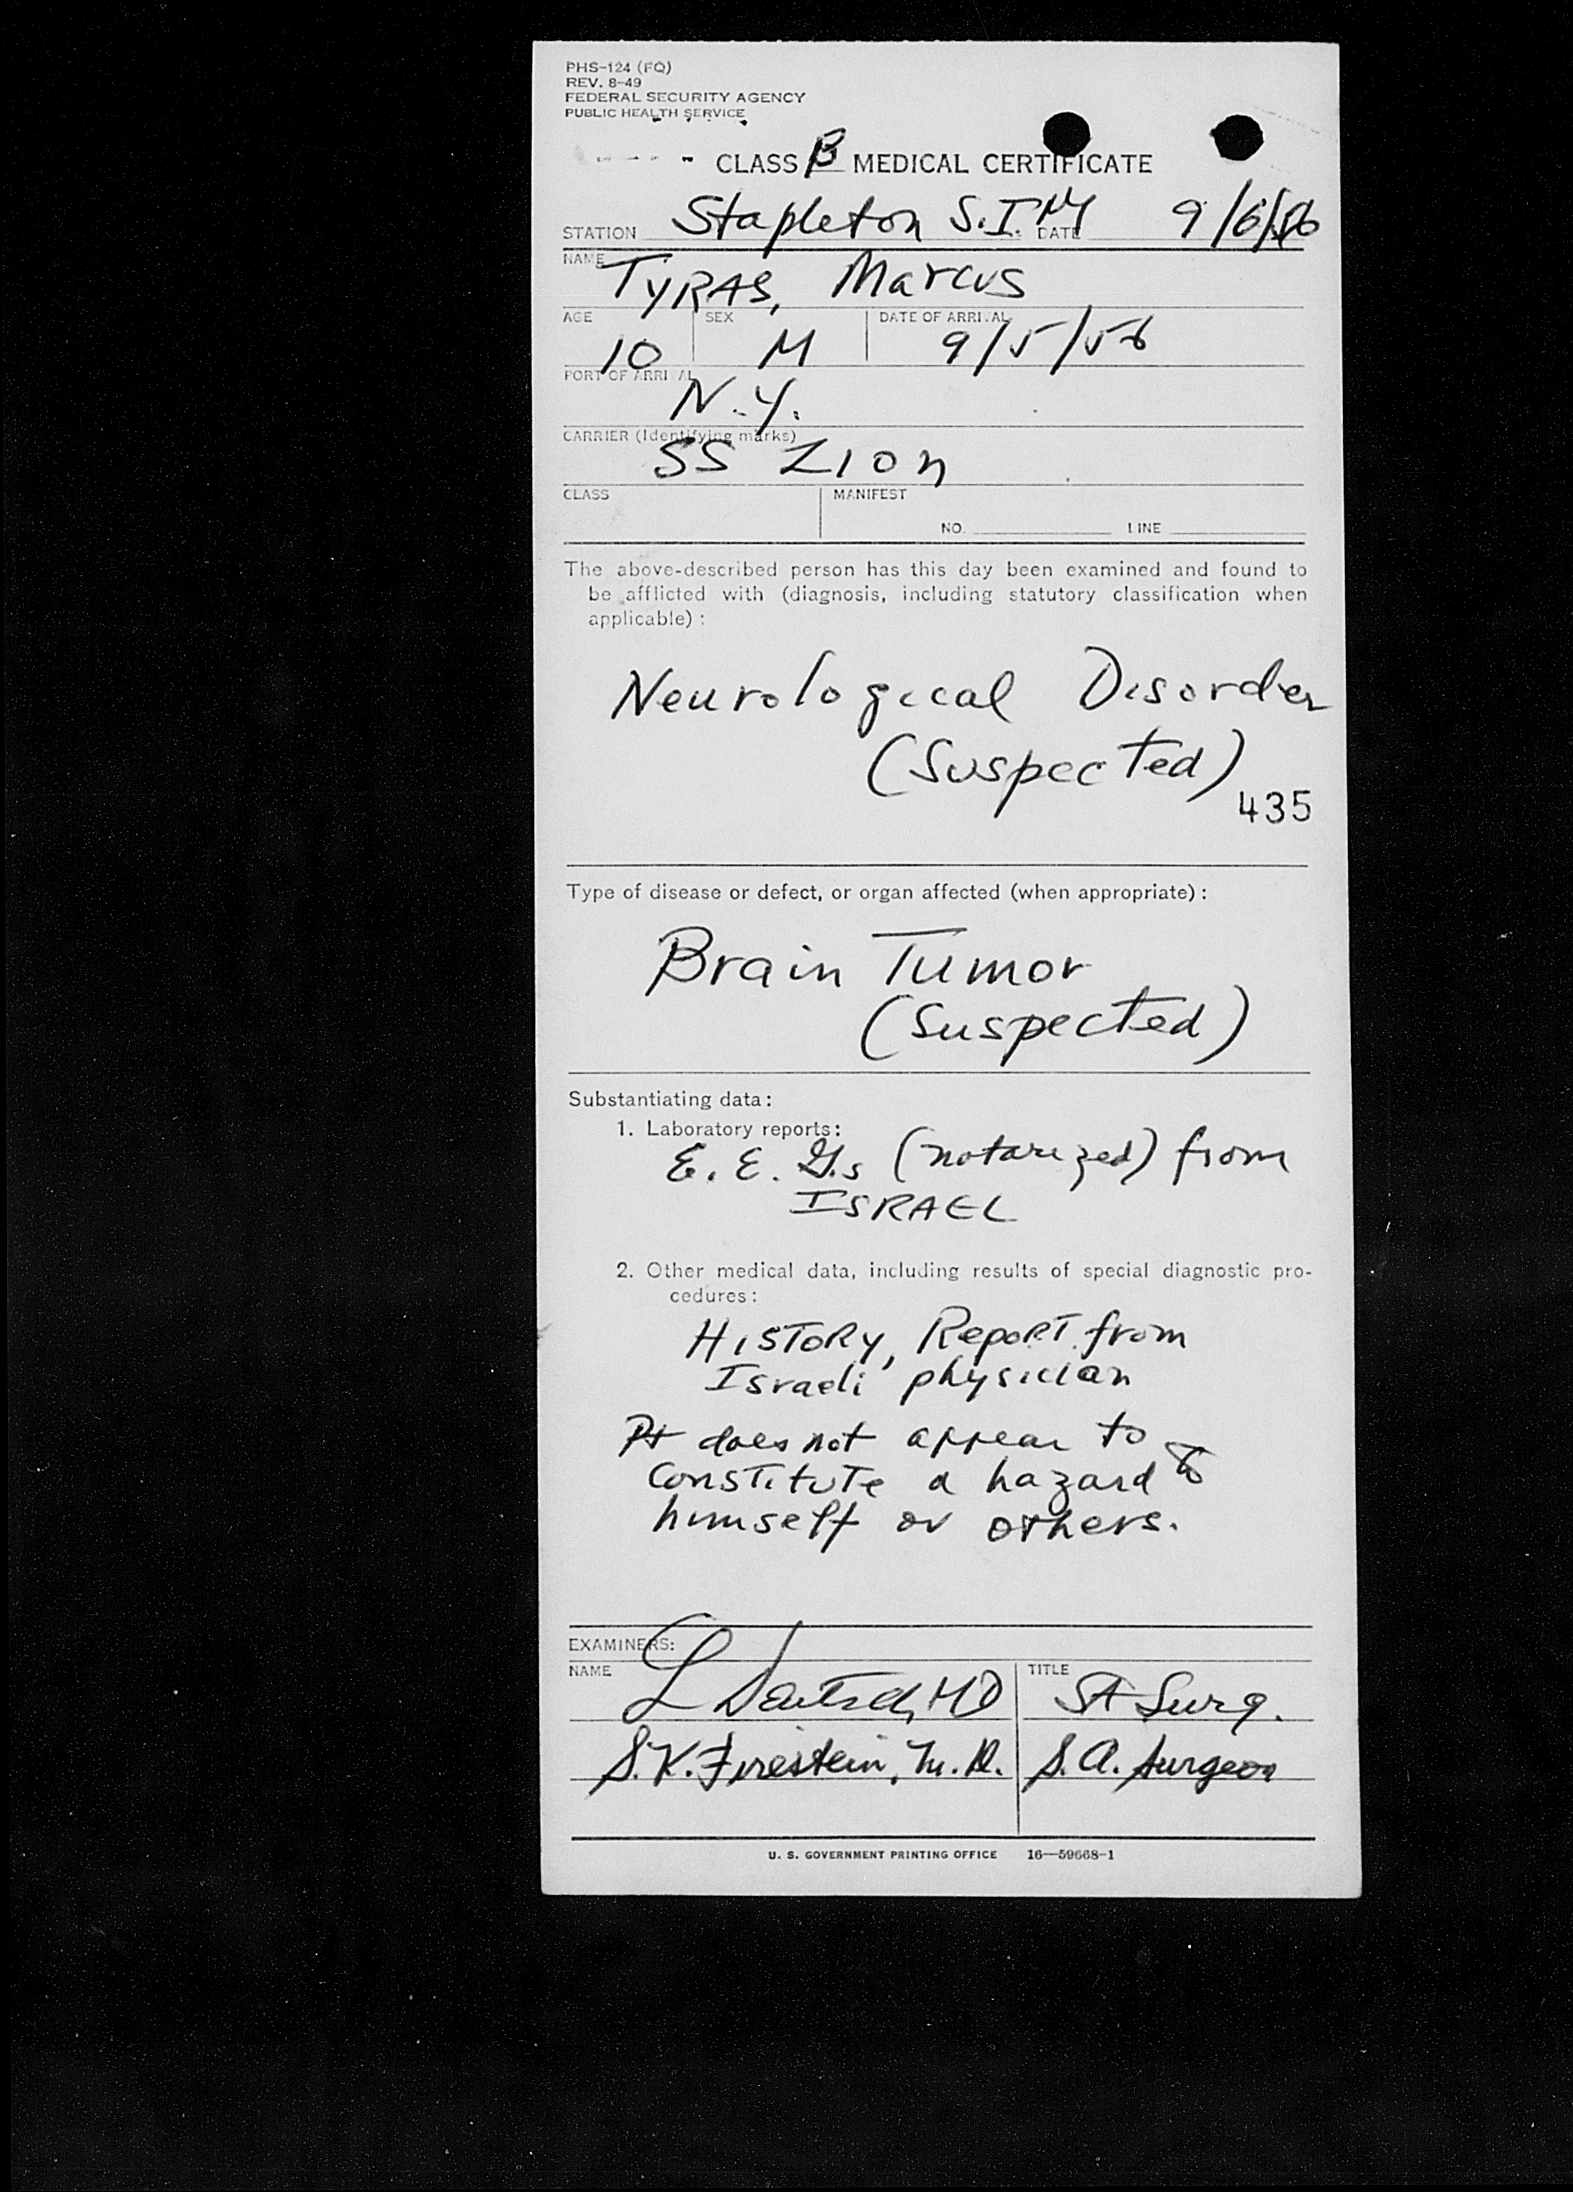 PHS-124 (FQ)
REV. 8-49
FEDERAL SECURITY AGENCY
PUBLIC HEALTH SERVICE
CLASS B MEDICAL CERTIFICATE
STATION Stapleton S.I. NY DATE 9/6/56
NAME TYRAS, Marcus
AGE 10 SEX M DATE OF ARRIVAL 9/5/56
PORT OF ARRIVAL N.Y.
CARRIER (Identifying marks) SS Zion
CLASS MANIFEST
NO. LINE
The above-described person has this day been examined and found to
be afflicted with (diagnosis, including statutory classification when
applicable):
Neurological Disorder
(Suspected)
435
Type of disease or defect, or organ affected (when appropriate):
Brain Tumor
(Suspected)
Substantiating data:
1. Laboratory reports:
E. E. G.s (notarized) from
ISRAEL
2. Other medical data, including results of special diagnostic pro-
cedures:
HISTORY, Report from
Israeli physician
Pt does not appear to
constitute a hazard to
himself or others.
EXAMINERS:
NAME L MD TITLE SA Surg.
S. K. Firestein, M. D. S. A. Surgeon
U. S. GOVERNMENT PRINTING OFFICE 16—59668-1